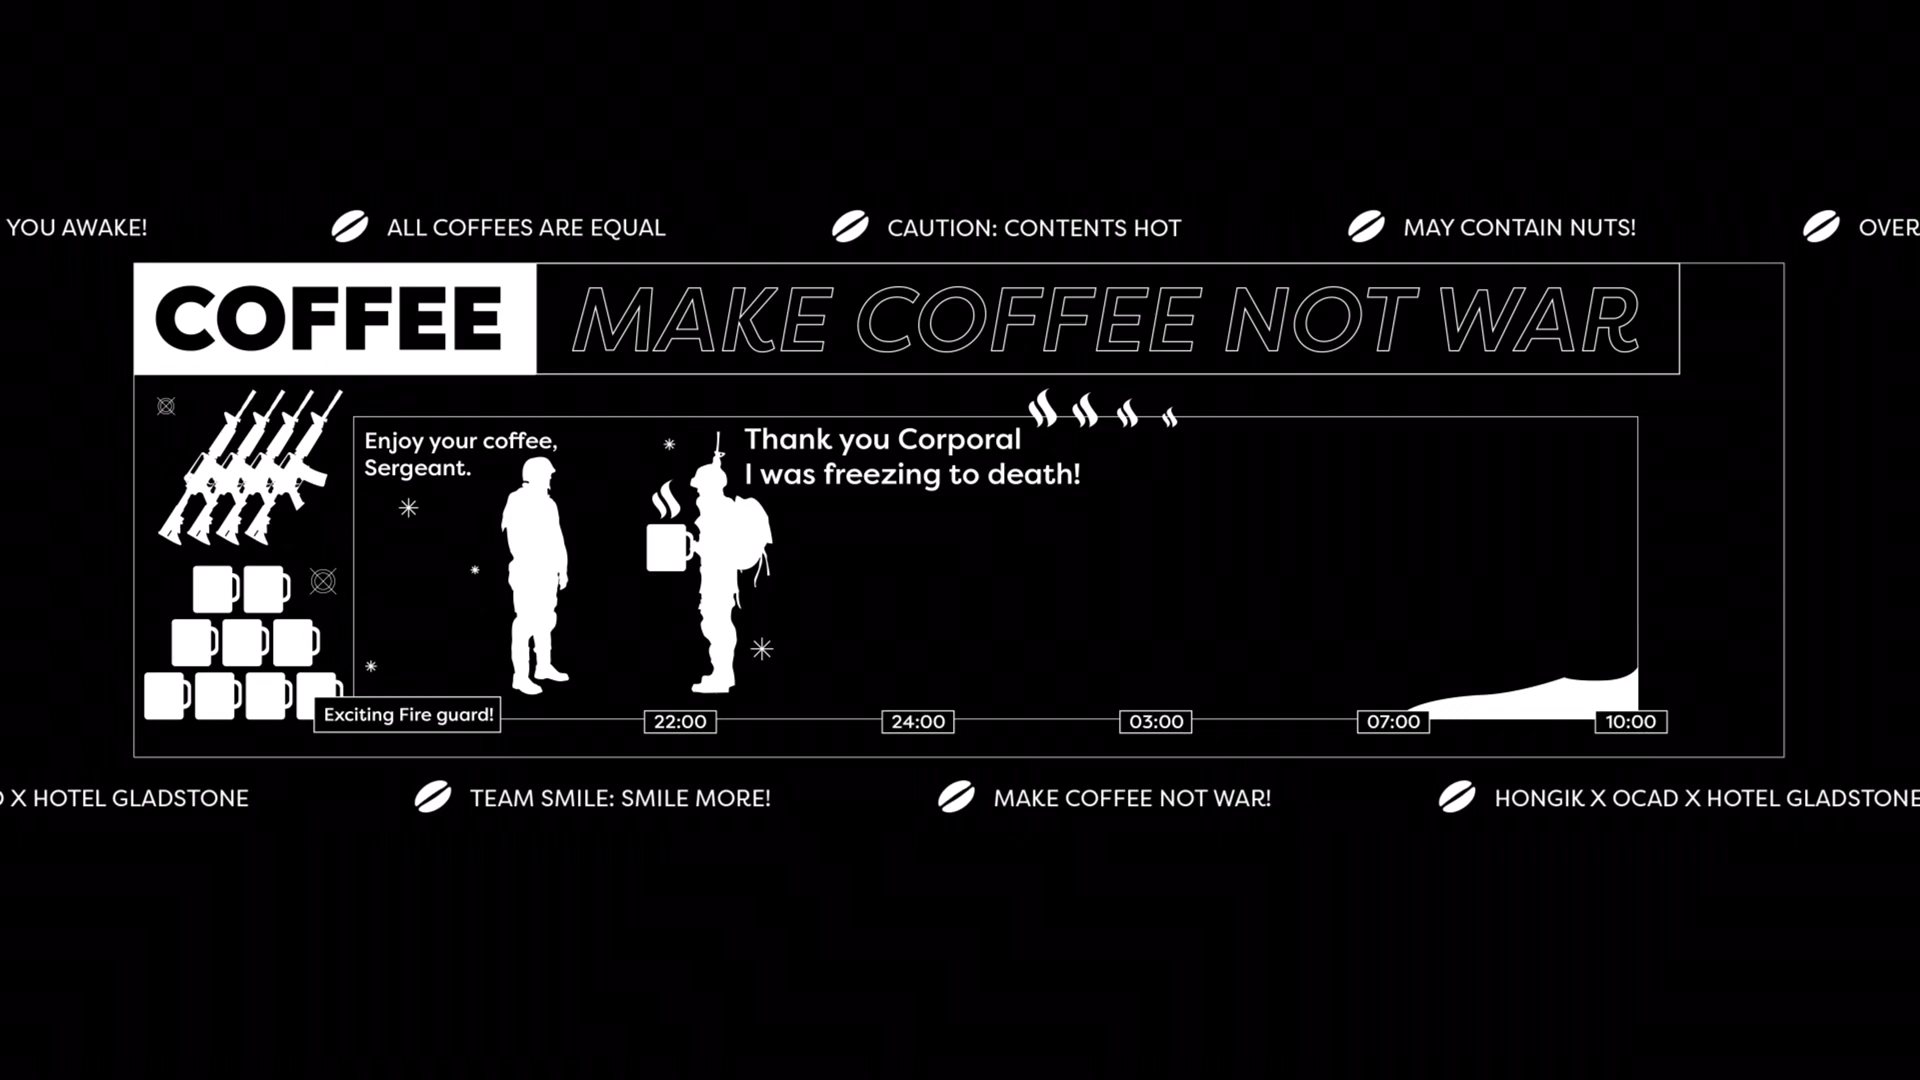 YOU AWAKE!
ALL COFFEES ARE EQUAL
CAUTION: CONTENTS HOT
MAY CONTAIN NUTS!
OVER
COFFEE
MAKE COFFEE NOT WAR
Enjoy your coffee,
Sergeant.
Thank you Corporal
I was freezing to death!
Exciting Fire guard!
22:00
24:00
03:00
07:00
10:00
X HOTEL GLADSTONE
TEAM SMILE: SMILE MORE!
MAKE COFFEE NOT WAR!
HONGIK X OCAD X HOTEL GLADSTONE